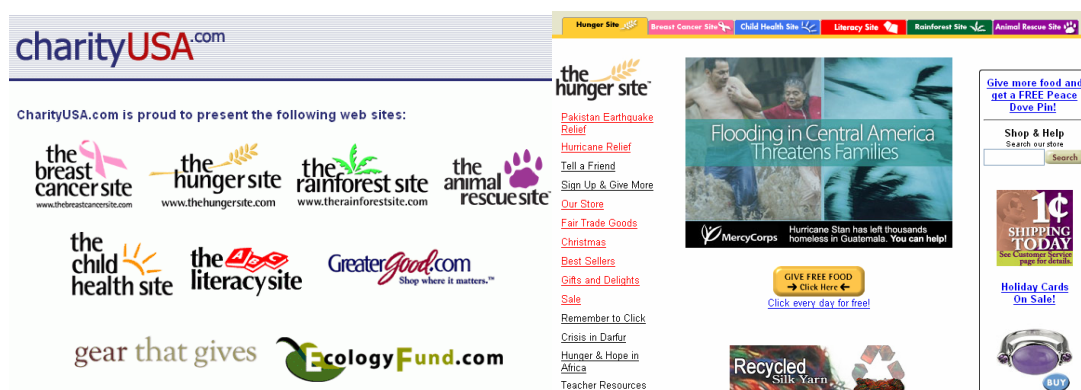 charityUSA.com
CharityUSA.com is proud to present the following web sites:
the
breast
cancer site
www.thebreastcancersite.com
the
hunger site
www.thehungersite.com
the
rainforest site
www.therainforestsite.com
the
animal
rescue site
the
child
health site
the ABC
literacy site
GreaterGood.com
Shop where it matters.™
gear that gives
EcologyFund.com
Hunger Site
Breast Cancer Site
Child Health Site
Literacy Site
Rainforest Site
Animal Rescue Site
the
hunger site™
Pakistan Earthquake
Relief
Hurricane Relief
Tell a Friend
Sign Up & Give More
Our Store
Fair Trade Goods
Christmas
Best Sellers
Gifts and Delights
Sale
Remember to Click
Crisis in Darfur
Hunger & Hope in
Africa
Teacher Resources
Flooding in Central America
Threatens Families
MercyCorps
Hurricane Stan has left thousands
homeless in Guatemala. You can help!
GIVE FREE FOOD
→ Click Here ←
Click every day for free!
Recycled
Silk Yarn
Give more food and
get a FREE Peace
Dove Pin!
Shop & Help
Search our store
Search
1¢
SHIPPING
TODAY
See Customer Service
page for details.
Holiday Cards
On Sale!
BUY